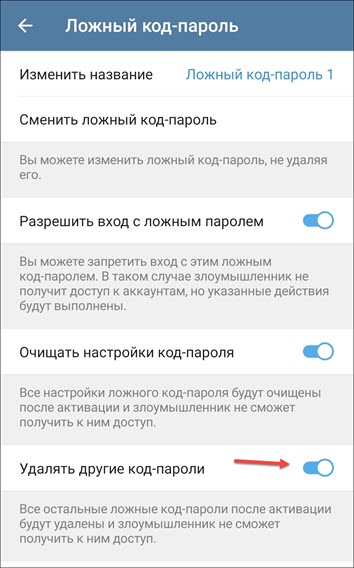 Ложный код-пароль
Изменить название Ложный код-пароль 1
Сменить ложный код-пароль
Вы можете изменить ложный код-пароль, не удаляя
его.
Разрешить вход с ложным паролем
Вы можете запретить вход с этим ложным
код-паролем. В таком случае злоумышленник не
получит доступ к аккаунтам, но указанные действия
будут выполнены.
Очищать настройки код-пароля
Все настройки ложного код-пароля будут очищены
после активации и злоумышленник не сможет
получить к ним доступ.
Удалять другие код-пароли
Все остальные ложные код-пароли после активации
будут удалены и злоумышленник не сможет
получить к ним доступ.